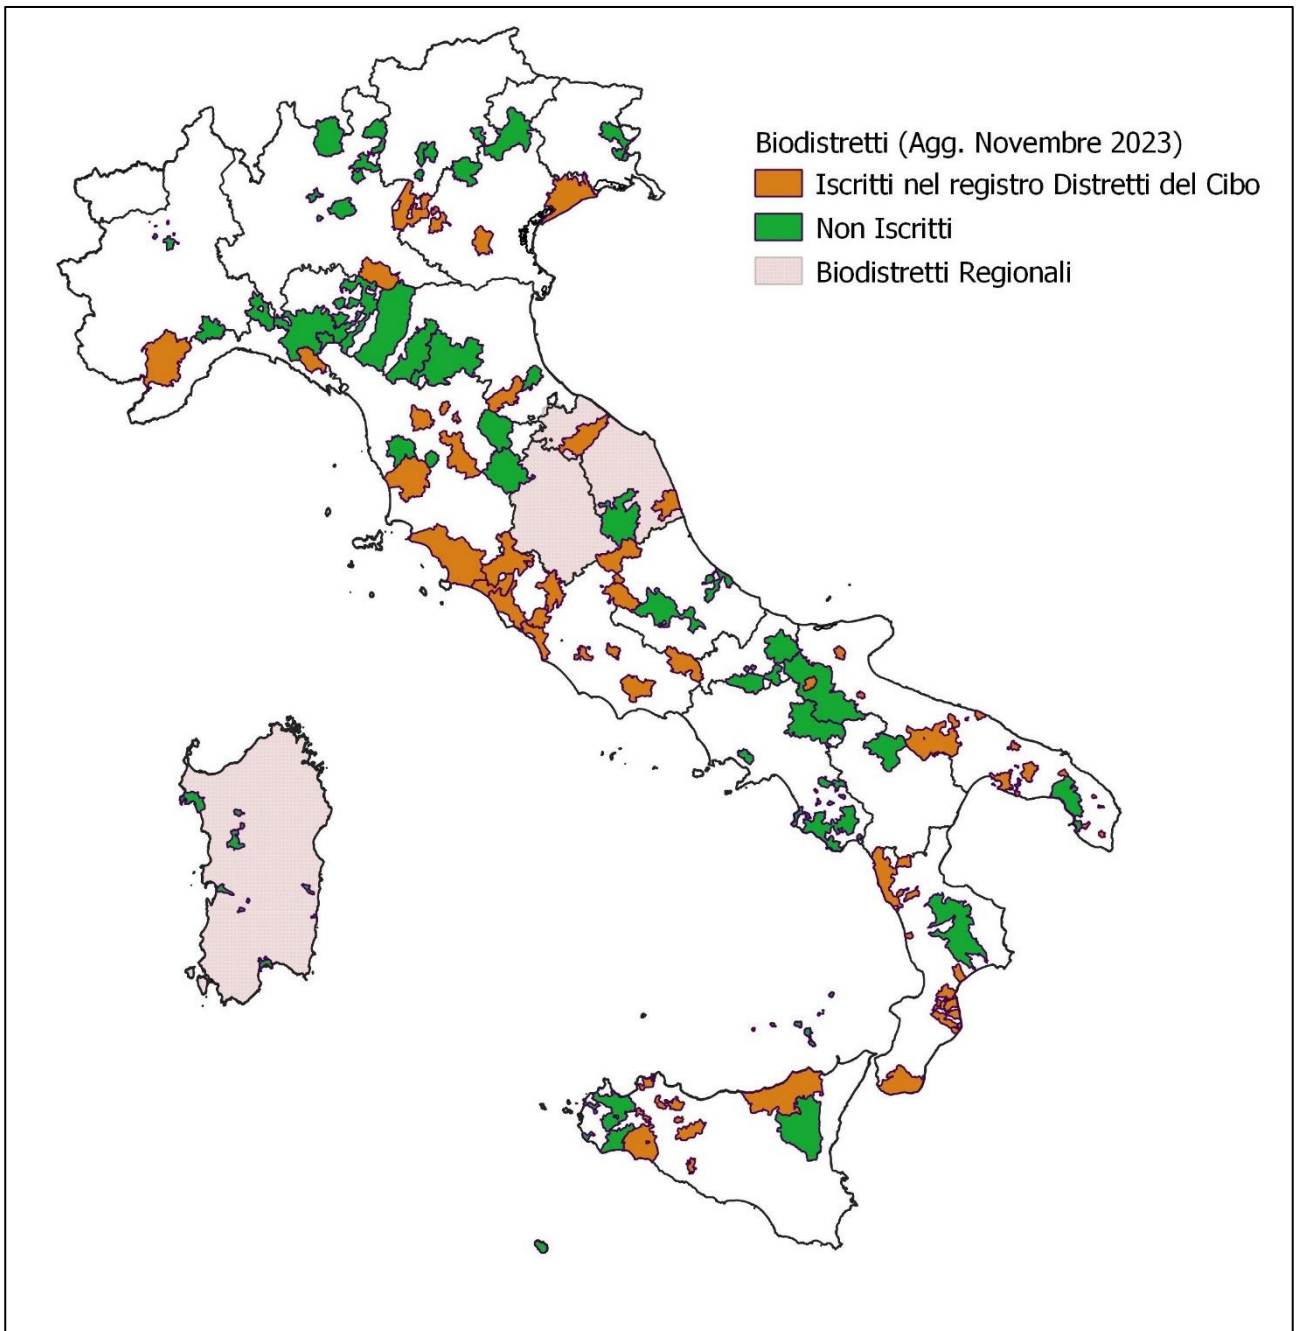 Biodistretti (Agg. Novembre 2023)
Iscritti nel registro Distretti del Cibo
Non Iscritti
Biodistretti Regionali